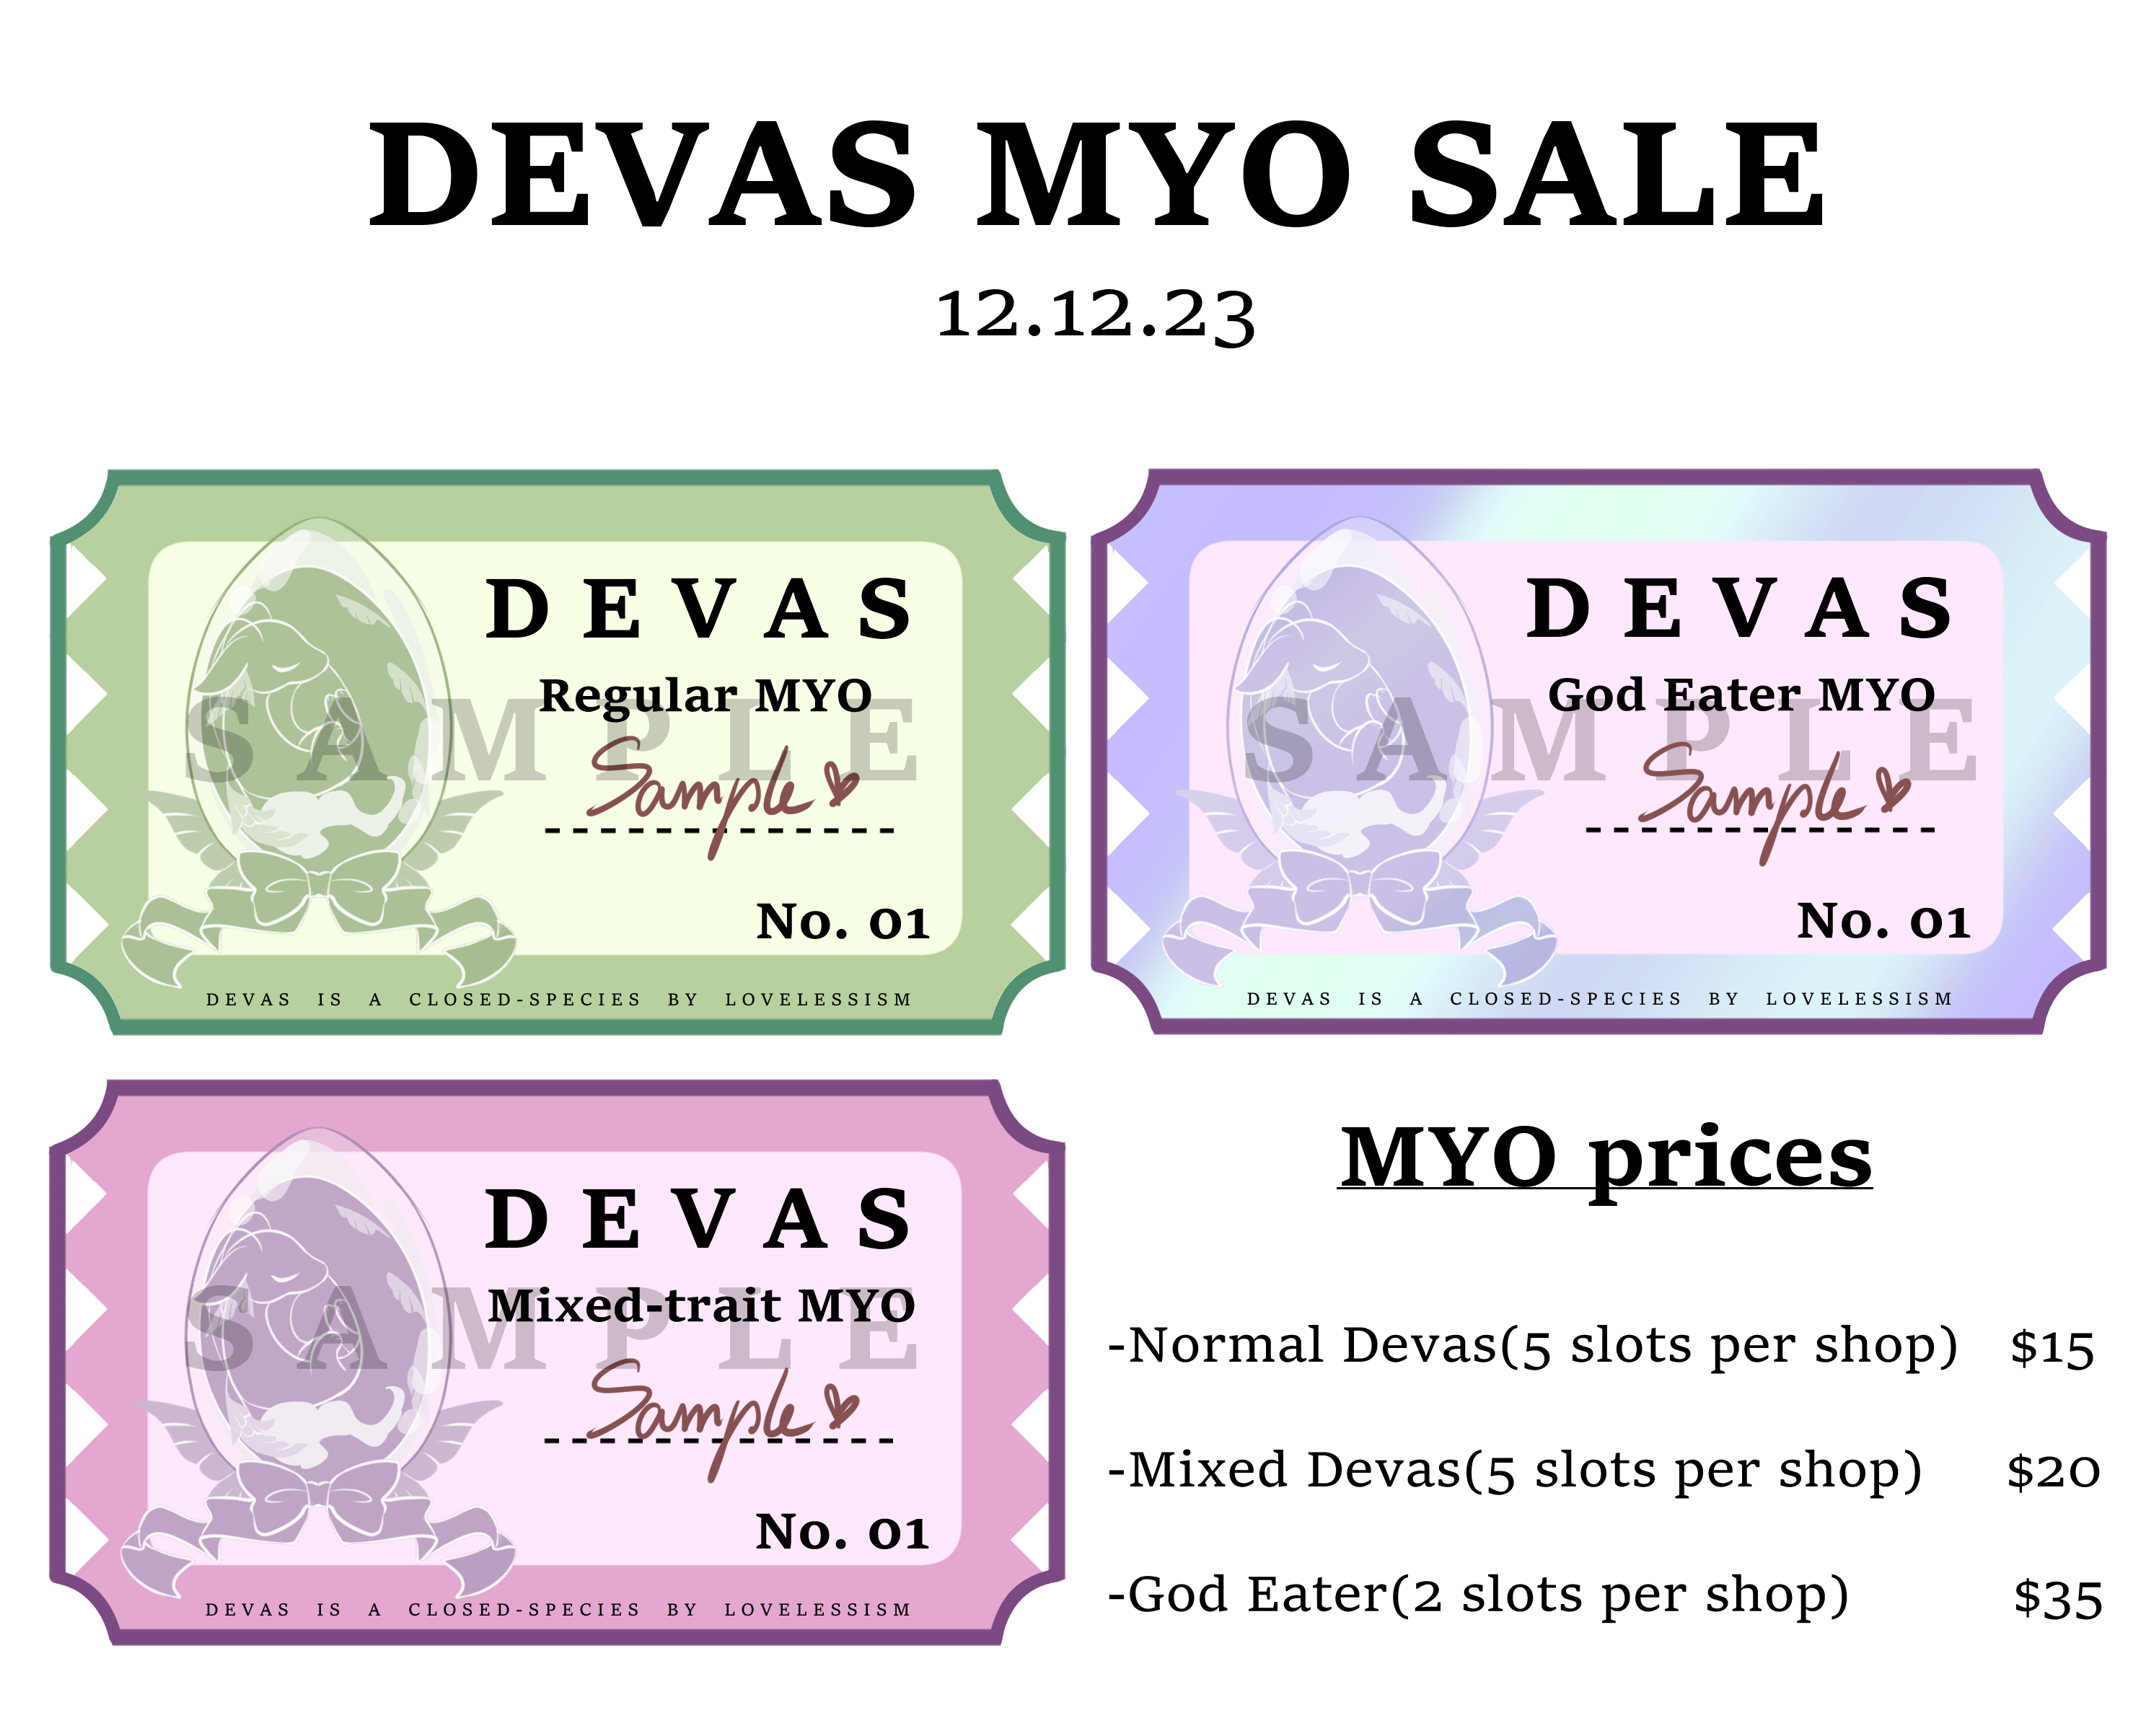 DEVAS MYO SALE
12.12.23
DEVAS
Regular MYO
SAMPLE
Sample
No. 01
DEVAS IS A CLOSED-SPECIES BY LOVELESSISM
DEVAS
God Eater MYO
SAMPLE
Sample
No. 01
DEVAS IS A CLOSED-SPECIES BY LOVELESSISM
DEVAS
Mixed-trait MYO
SAMPLE
Sample
No. 01
DEVAS IS A CLOSED-SPECIES BY LOVELESSISM
MYO prices
-Normal Devas(5 slots per shop) $15
-Mixed Devas(5 slots per shop) $20
-God Eater(2 slots per shop) $35